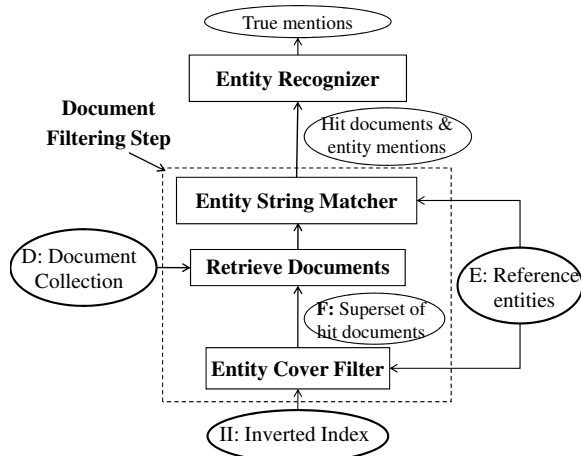 True mentions
Entity Recognizer
Document
Filtering Step
Hit documents &
entity mentions
Entity String Matcher
D: Document
Collection
Retrieve Documents
E: Reference
entities
F: Superset of
hit documents
Entity Cover Filter
II: Inverted Index